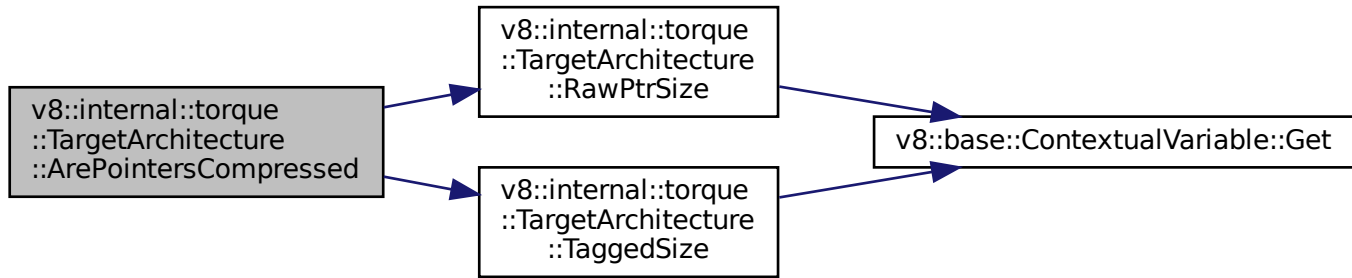 v8::internal::torque
::TargetArchitecture
::ArePointersCompressed
v8::internal::torque
::TargetArchitecture
::RawPtrSize
v8::internal::torque
::TargetArchitecture
::TaggedSize
v8::base::ContextualVariable::Get